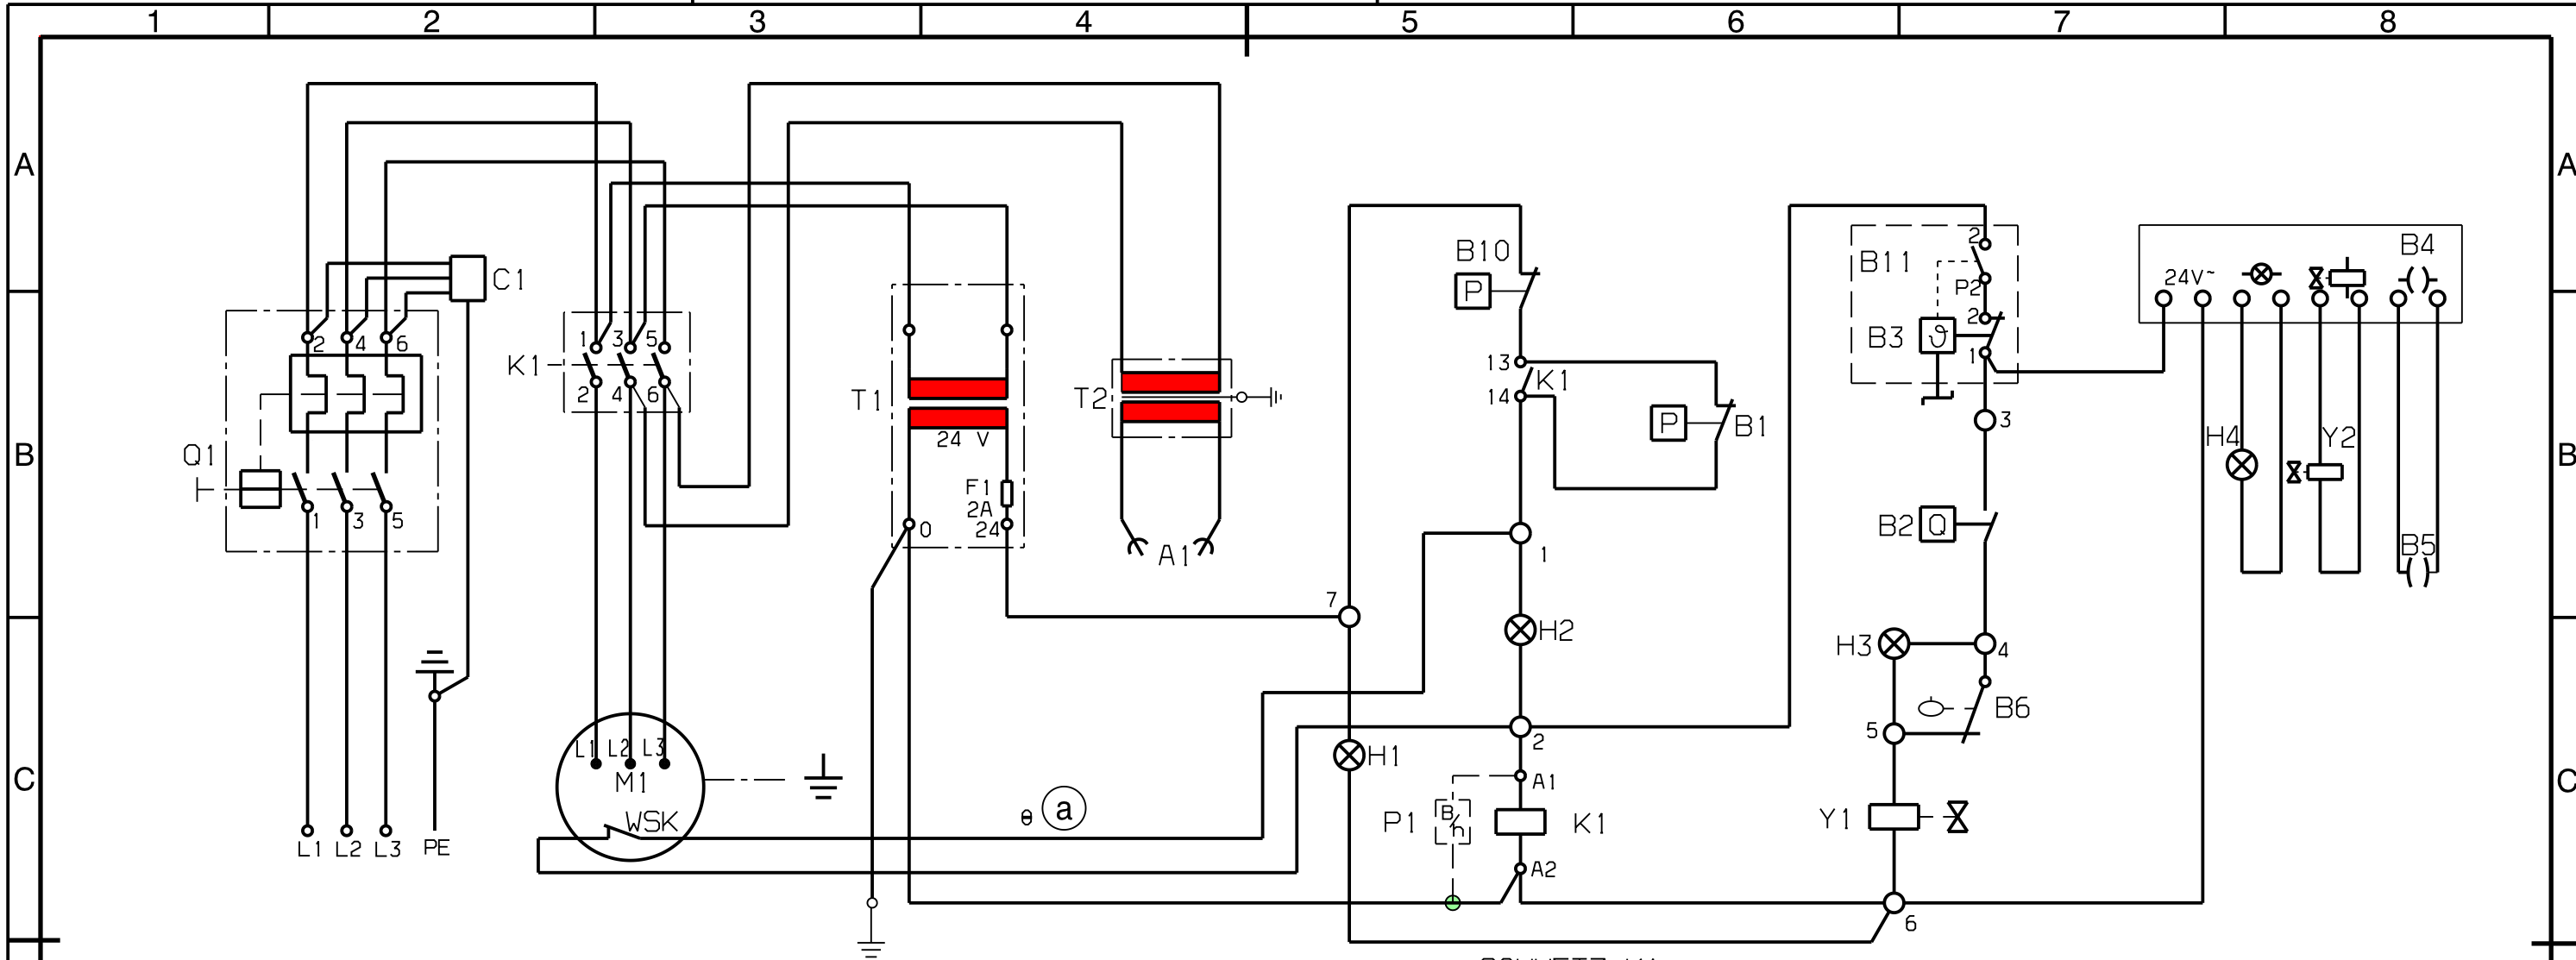 1 2 3 4 5 6 7 8
A A
B10
B11
B4
2
C1
P
P2
24V~
2 4 6
1 3 5
2
K1
B3
ϑ
1
13
K1
2 4 6
T1
T2
14
P
B1
3
24 V
H4
Y2
B B
Q1
F1
2A
0
24
B2
Q
1 3 5
A1
1
B5
7
H2
H3
4
B6
5
L1 L2 L3
2
H1
M1
A1
C C
a
θ
P1
B/h
K1
Y1
WSK
L1 L2 L3 PE
A2
6